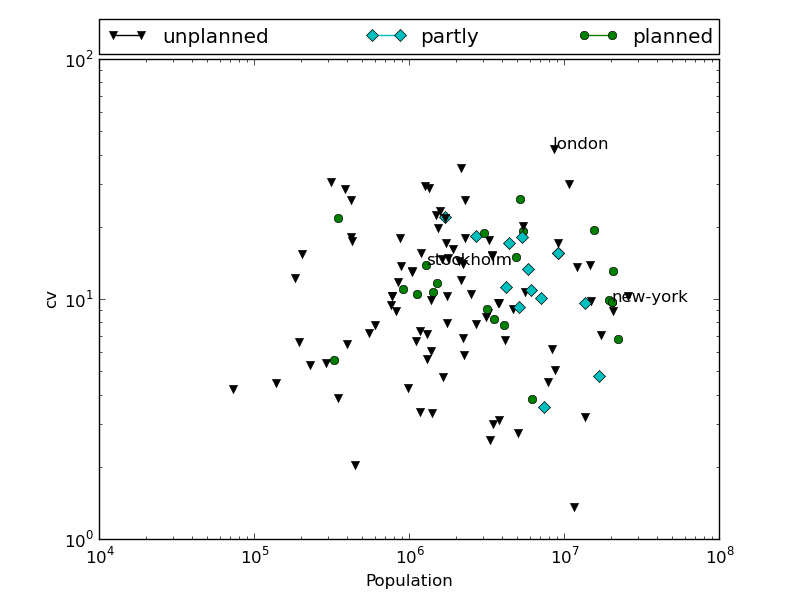 unplanned partly planned
10^2
london
stockholm
10^1
new-york
cv
10^0
10^4 10^5 10^6 10^7 10^8
Population